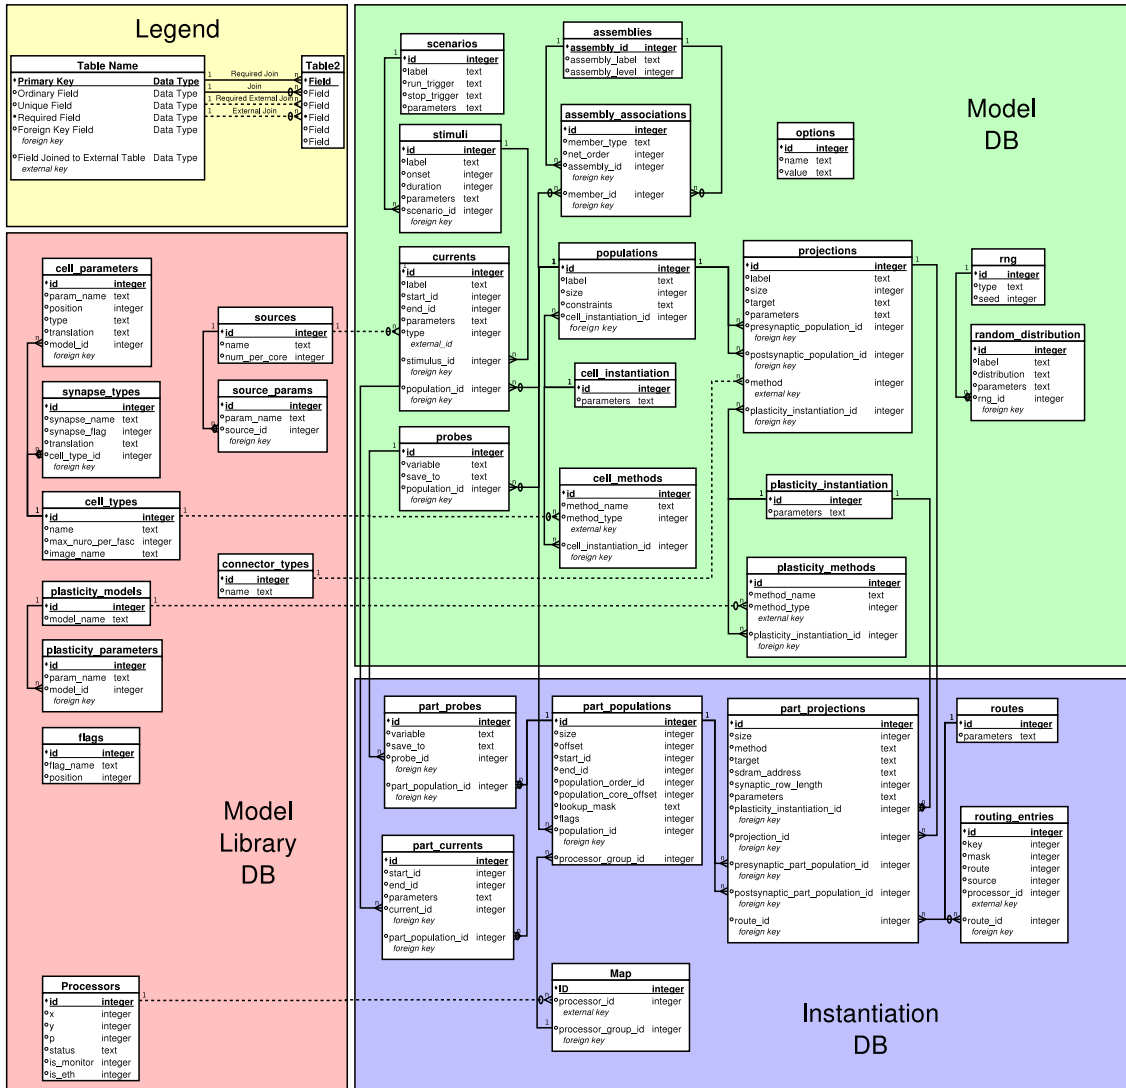 Legend
Table Name
Primary Key Data Type
Ordinary Field Data Type
Unique Field Data Type
Required Field Data Type
Foreign Key Field Data Type
foreign key
Field Joined to External Table Data Type
external key
1 Required Join n
1 Join n
1 Required External Join n
1 External Join n
Table2
Field
Field
Field
Field
Field
Field
Model
DB
scenarios
id integer
label text
run_trigger text
stop_trigger text
parameters text
stimuli
id integer
label text
onset integer
duration integer
parameters text
scenario_id integer
foreign key
assemblies
assembly_id integer
assembly_label text
assembly_level integer
assembly_associations
id integer
member_type text
net_order integer
assembly_id integer
foreign key
member_id integer
foreign key
options
id integer
name text
value text
currents
id integer
label text
start_id integer
end_id integer
parameters text
type integer
external_id
stimulus_id integer
foreign key
population_id integer
foreign key
populations
id integer
label text
size integer
constraints text
cell_instantiation_id integer
foreign key
projections
id integer
label text
size integer
target text
parameters text
presynaptic_population_id integer
foreign key
postsynaptic_population_id integer
foreign key
method integer
external key
plasticity_instantiation_id integer
foreign key
rng
id integer
type text
seed integer
random_distribution
id integer
label text
distribution text
parameters text
rng_id integer
foreign key
cell_instantiation
id integer
parameters text
probes
id integer
variable text
save_to text
population_id integer
foreign key
cell_methods
id integer
method_name text
method_type integer
external key
cell_instantiation_id integer
foreign key
plasticity_instantiation
id integer
parameters text
plasticity_methods
id integer
method_name text
method_type integer
external key
plasticity_instantiation_id integer
foreign key
cell_parameters
id integer
param_name text
position integer
type text
translation text
model_id integer
foreign key
sources
id integer
name text
num_per_core integer
synapse_types
id integer
synapse_name text
synapse_flag integer
translation text
cell_type_id integer
foreign key
source_params
id integer
param_name text
source_id integer
foreign key
cell_types
id integer
name text
max_nuro_per_fasc integer
image_name text
connector_types
id integer
name text
plasticity_models
id integer
model_name text
plasticity_parameters
id integer
param_name text
model_id integer
foreign key
flags
id integer
flag_name text
position integer
Model
Library
DB
Processors
id integer
x integer
y integer
p integer
status text
is_monitor integer
is_eth integer
part_probes
id integer
variable text
save_to text
probe_id integer
foreign key
part_population_id integer
foreign key
part_populations
id integer
size integer
offset integer
start_id integer
end_id integer
population_order_id integer
population_core_offset integer
lookup_mask text
flags integer
population_id integer
foreign key
processor_group_id integer
part_projections
id integer
size integer
method text
target text
sdram_address text
synaptic_row_length integer
parameters text
plasticity_instantiation_id integer
foreign key
projection_id integer
foreign key
presynaptic_part_population_id integer
foreign key
postsynaptic_part_population_id integer
foreign key
route_id integer
foreign key
routes
id integer
parameters text
routing_entries
id integer
key integer
mask integer
route integer
source integer
processor_id integer
external key
route_id integer
foreign key
part_currents
id integer
start_id integer
end_id integer
parameters text
current_id integer
foreign key
part_population_id integer
foreign key
Map
ID integer
processor_id integer
external key
processor_group_id integer
foreign key
Instantiation
DB